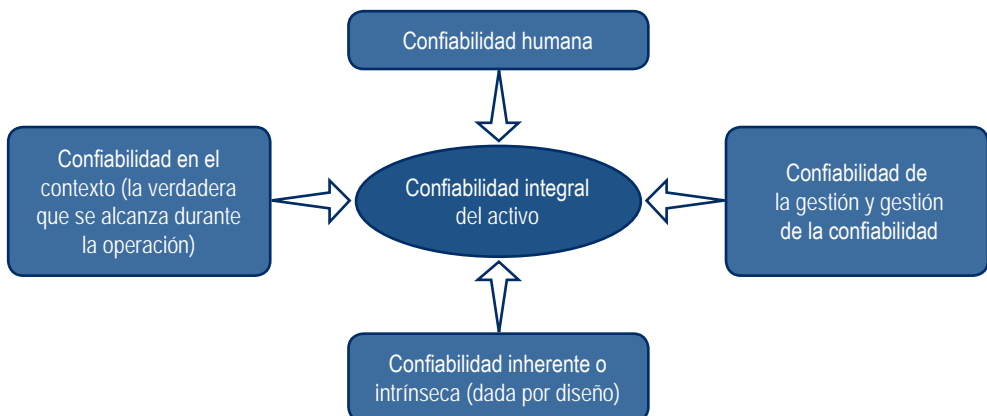 Confiabilidad humana
Confiabilidad en el
contexto (la verdadera
que se alcanza durante
la operación)
Confiabilidad integral
del activo
Confiabilidad de
la gestión y gestión
de la confiabilidad
Confiabilidad inherente o
intrínseca (dada por diseño)